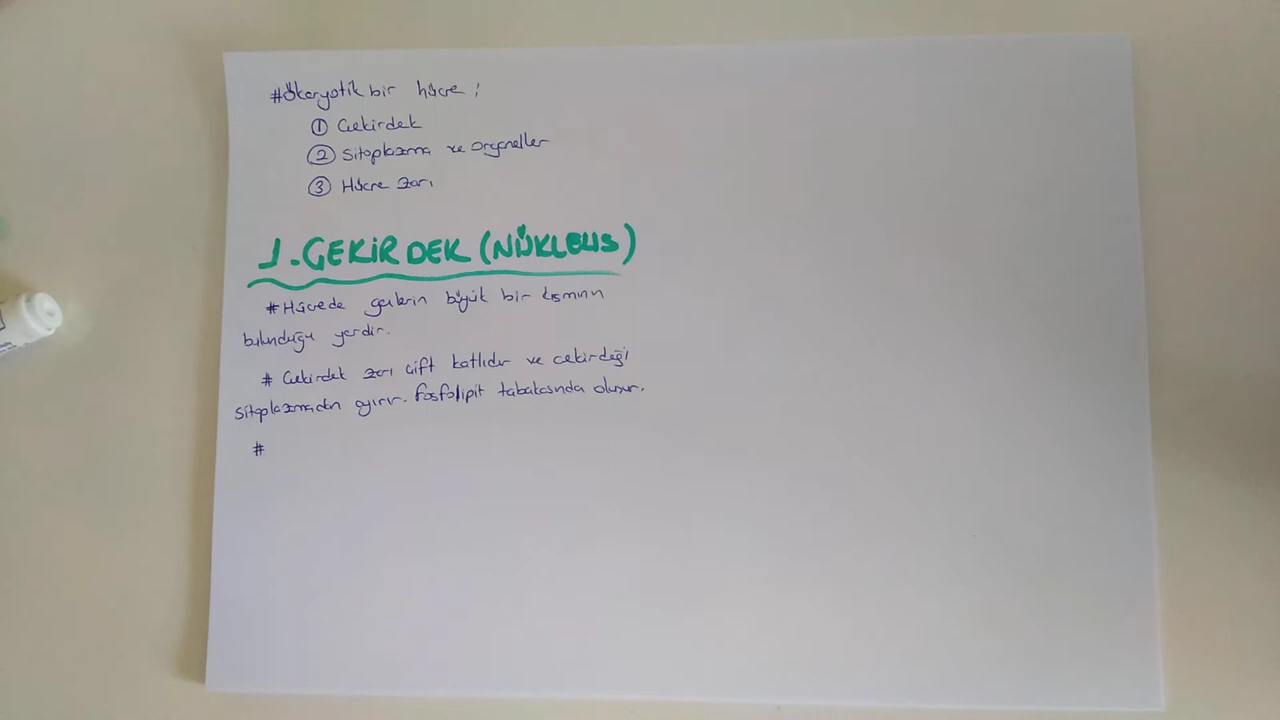 #Ökaryotik bir hücre;
① Çekirdek
② Sitoplazma ve organeller
③ Hücre zarı
1.ÇEKİRDEK (NÜKLEUS)
#Hücrede genlerin büyük bir kısmının
bulunduğu yerdir.
# Çekirdek zarı çift katlıdır ve çekirdeği
sitoplazmadan ayırır. Fosfolipit tabakasında oluşur.
#